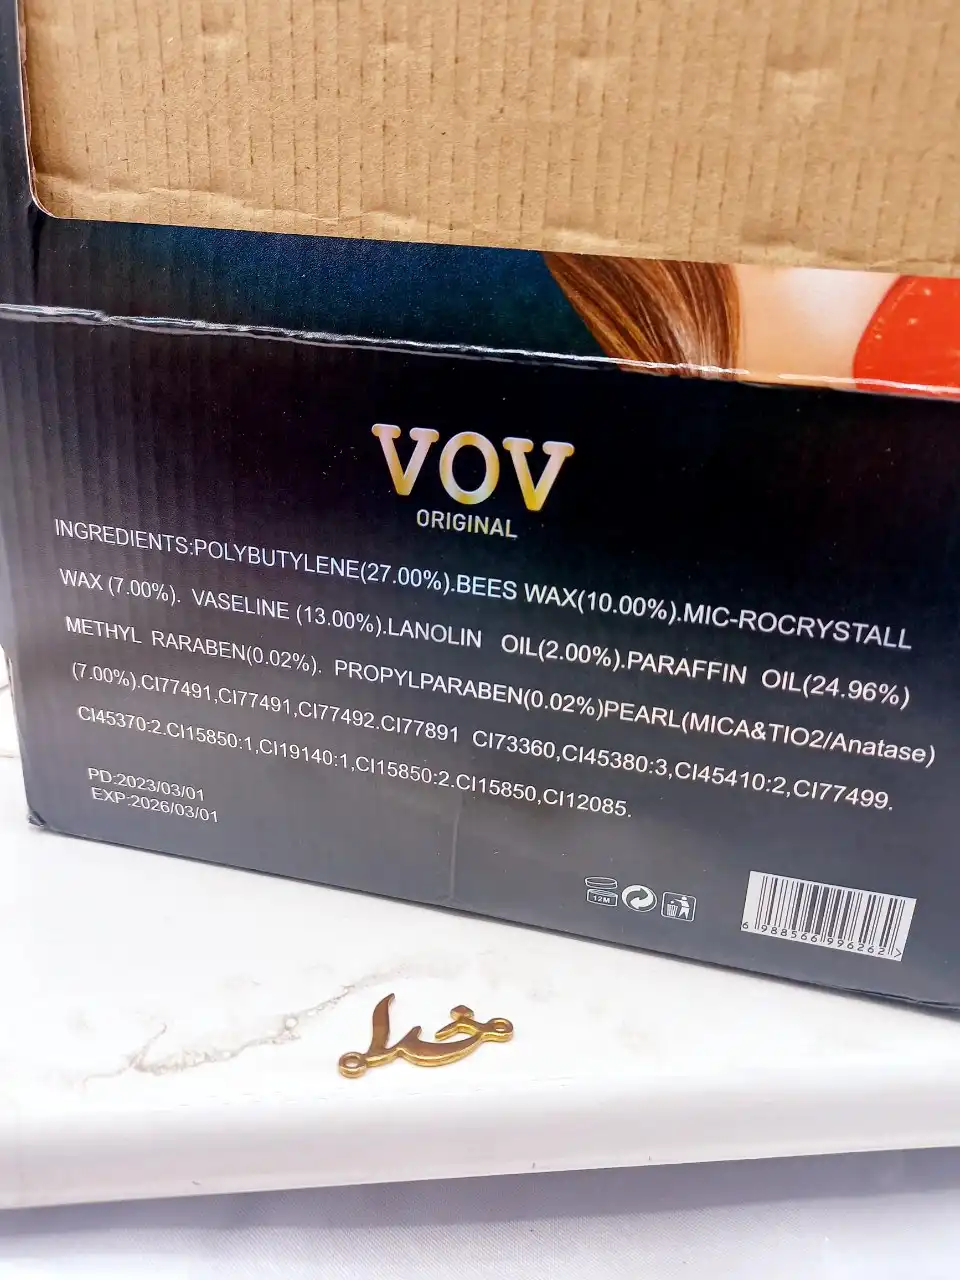 VOV
ORIGINAL
INGREDIENTS:POLYBUTYLENE(27.00%).BEES WAX(10.00%).MIC-ROCRYSTALL
WAX (7.00%). VASELINE (13.00%).LANOLIN OIL(2.00%).PARAFFIN OIL(24.96%)
METHYL RARABEN(0.02%). PROPYLPARABEN(0.02%)PEARL(MICA&TIO2/Anatase)
(7.00%).CI77491,CI77491,CI77492.CI77891 CI73360,CI45380:3,CI45410:2,CI77499.
CI45370:2.CI15850:1,CI19140:1,CI15850:2.CI15850,CI12085.
PD:2023/03/01
EXP:2026/03/01
12M
6 988566 996262 >
خدا